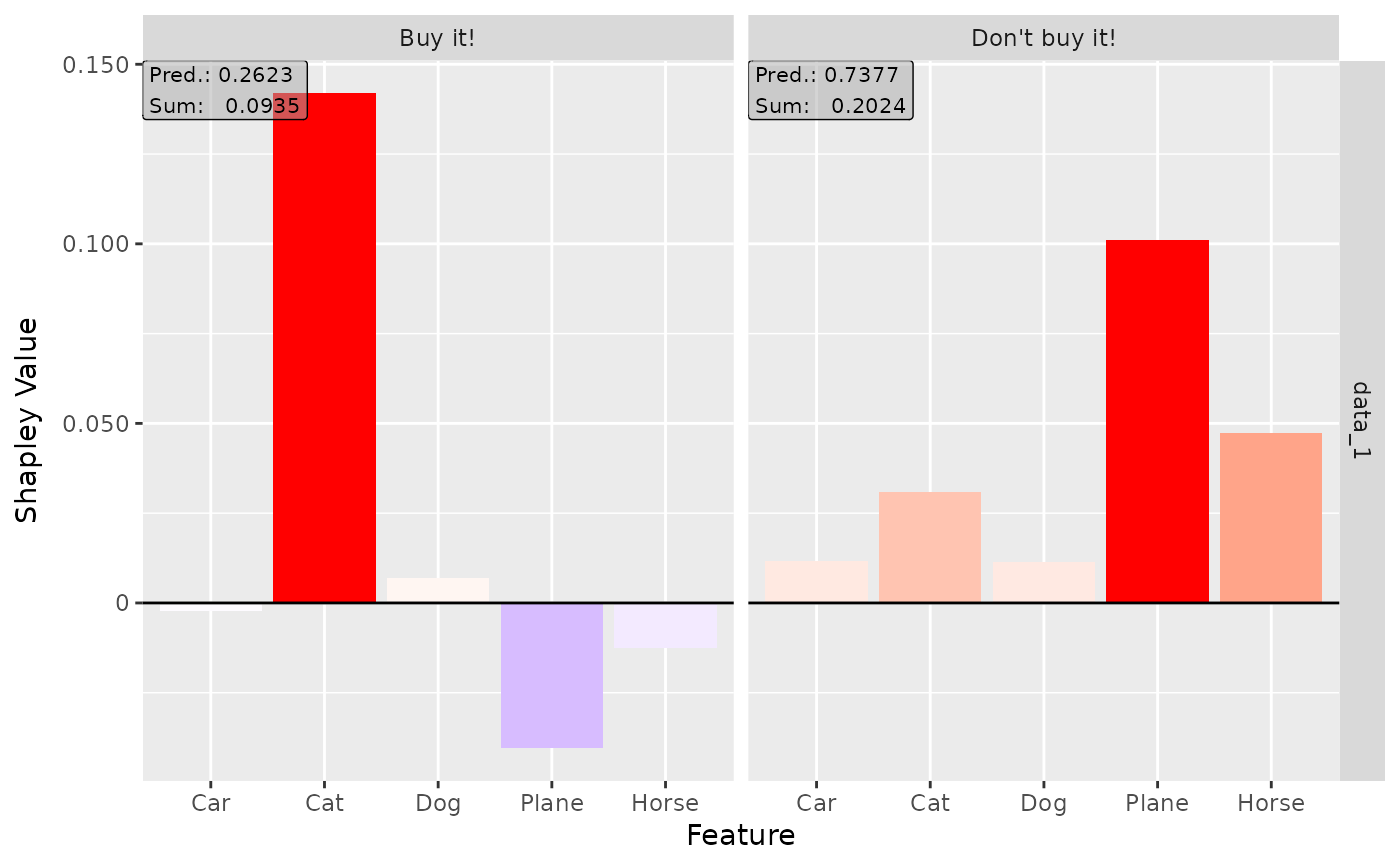 Buy it!
Don't buy it!
Pred.: 0.2623
Sum: 0.0935
Pred.: 0.7377
Sum: 0.2024
0.150
0.100
0.050
0
Shapley Value
data_1
Car Cat Dog Plane Horse
Car Cat Dog Plane Horse
Feature